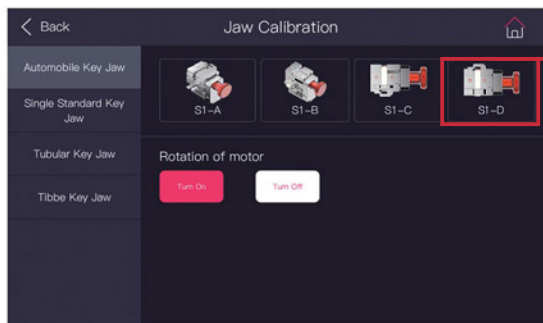 Back
Jaw Calibration
Automobile Key Jaw
Single Standard Key
Jaw
Tubular Key Jaw
Tibbe Key Jaw
S1-A
S1-B
S1-C
S1-D
Rotation of motor
Turn On
Turn Off